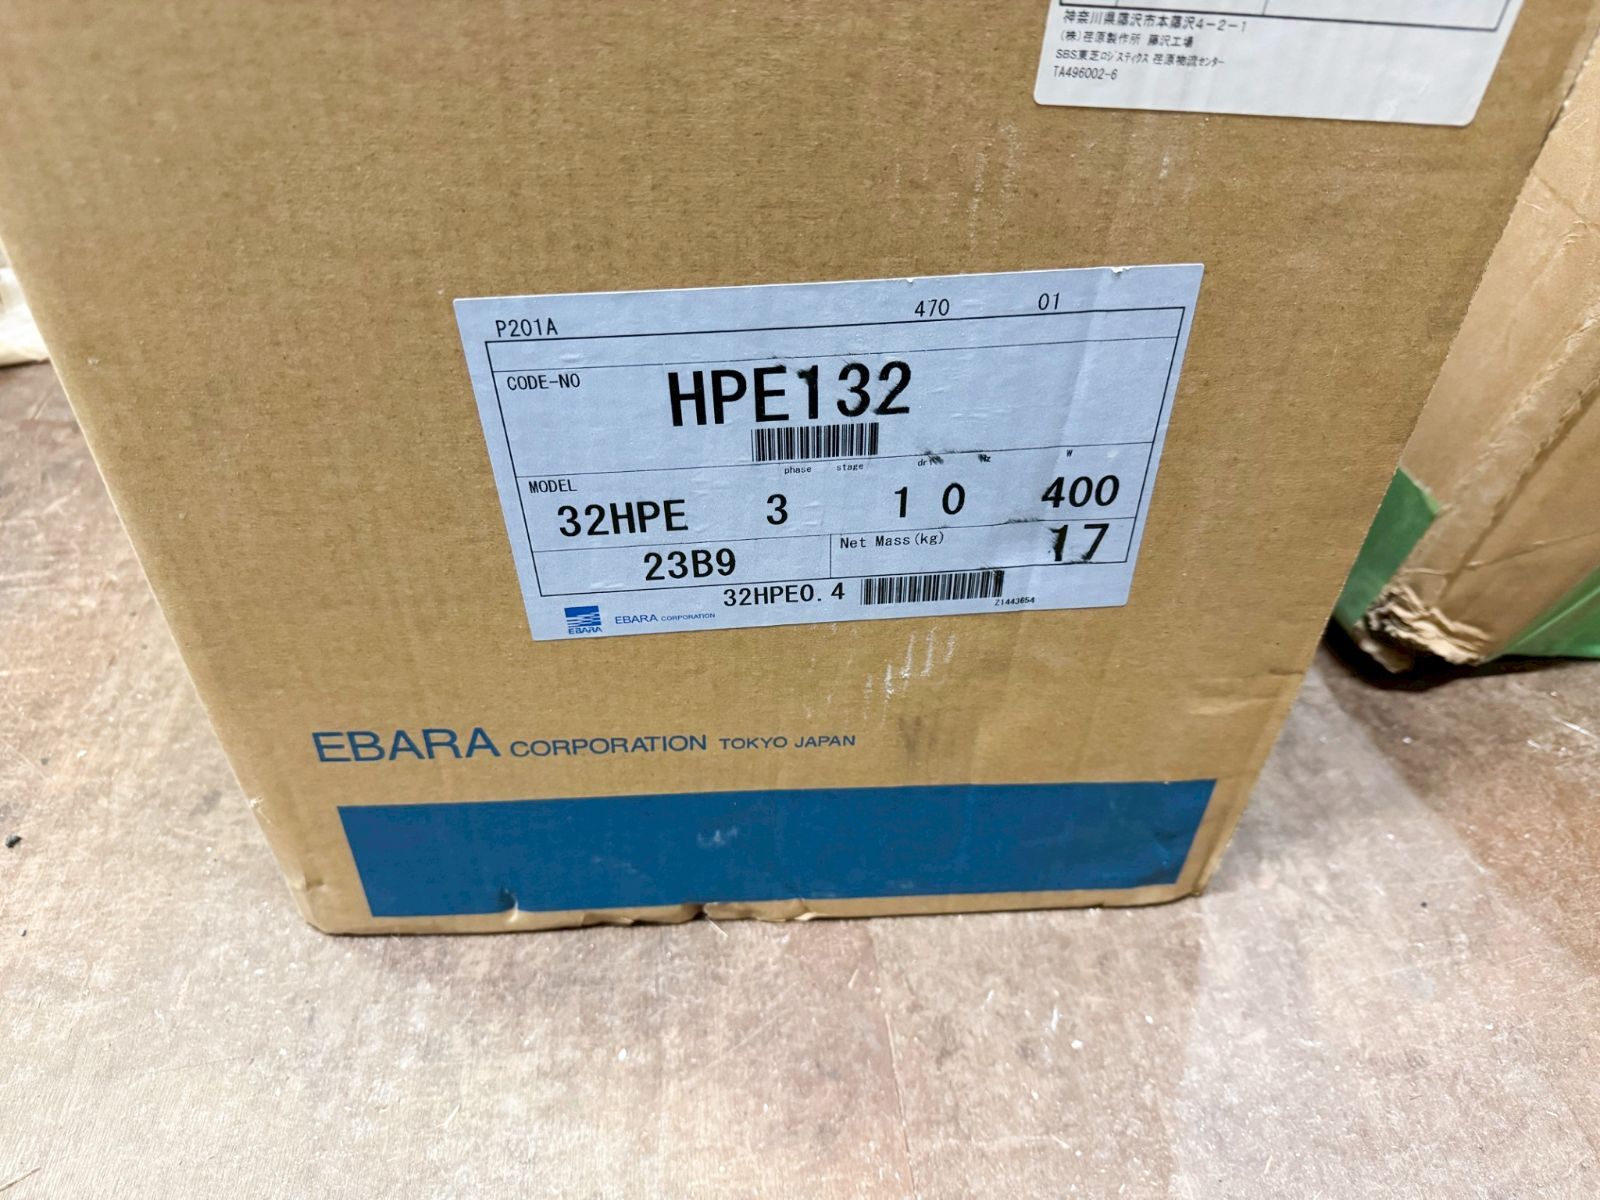 神奈川県藤沢市本藤沢4-2-1
(株)荏原製作所 藤沢工場
SBS東芝ロジスティクス 荏原物流センター
TA496002-6
P201A 470 01
CODE-NO HPE132
phase stage Hz W
MODEL 32HPE 3 1 0 400
23B9 Net Mass(kg) 17
32HPE0.4 Z1443654
EBARA EBARA CORPORATION
EBARA CORPORATION TOKYO JAPAN